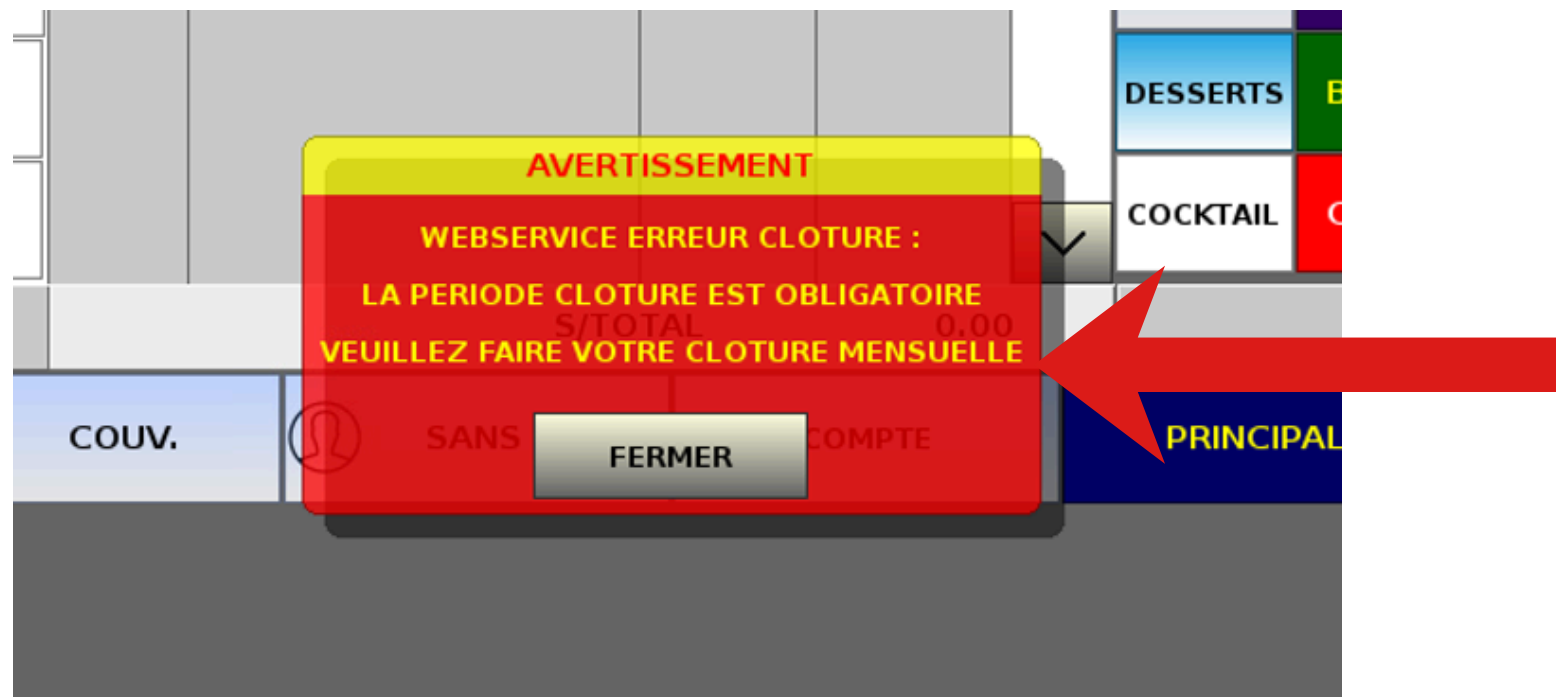 DESSERTS
AVERTISSEMENT
COCKTAIL
WEBSERVICE ERREUR CLOTURE :
LA PERIODE CLOTURE EST OBLIGATOIRE
S/TOTAL 0.00
VEUILLEZ FAIRE VOTRE CLOTURE MENSUELLE
COUV.
SANS
COMPTE
PRINCIPAL
FERMER